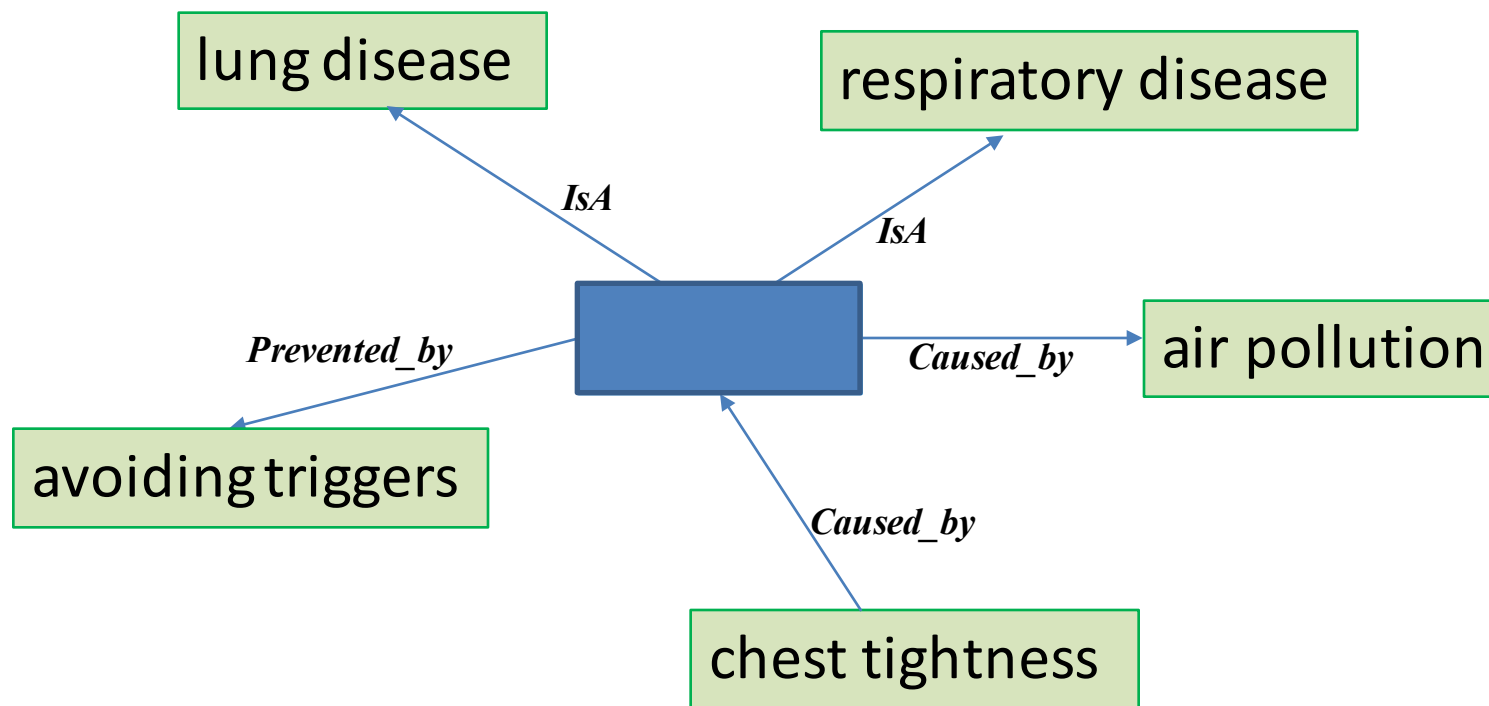 lung disease
respiratory disease
IsA
IsA
Prevented_by
Caused_by
air pollution
avoiding triggers
Caused_by
chest tightness